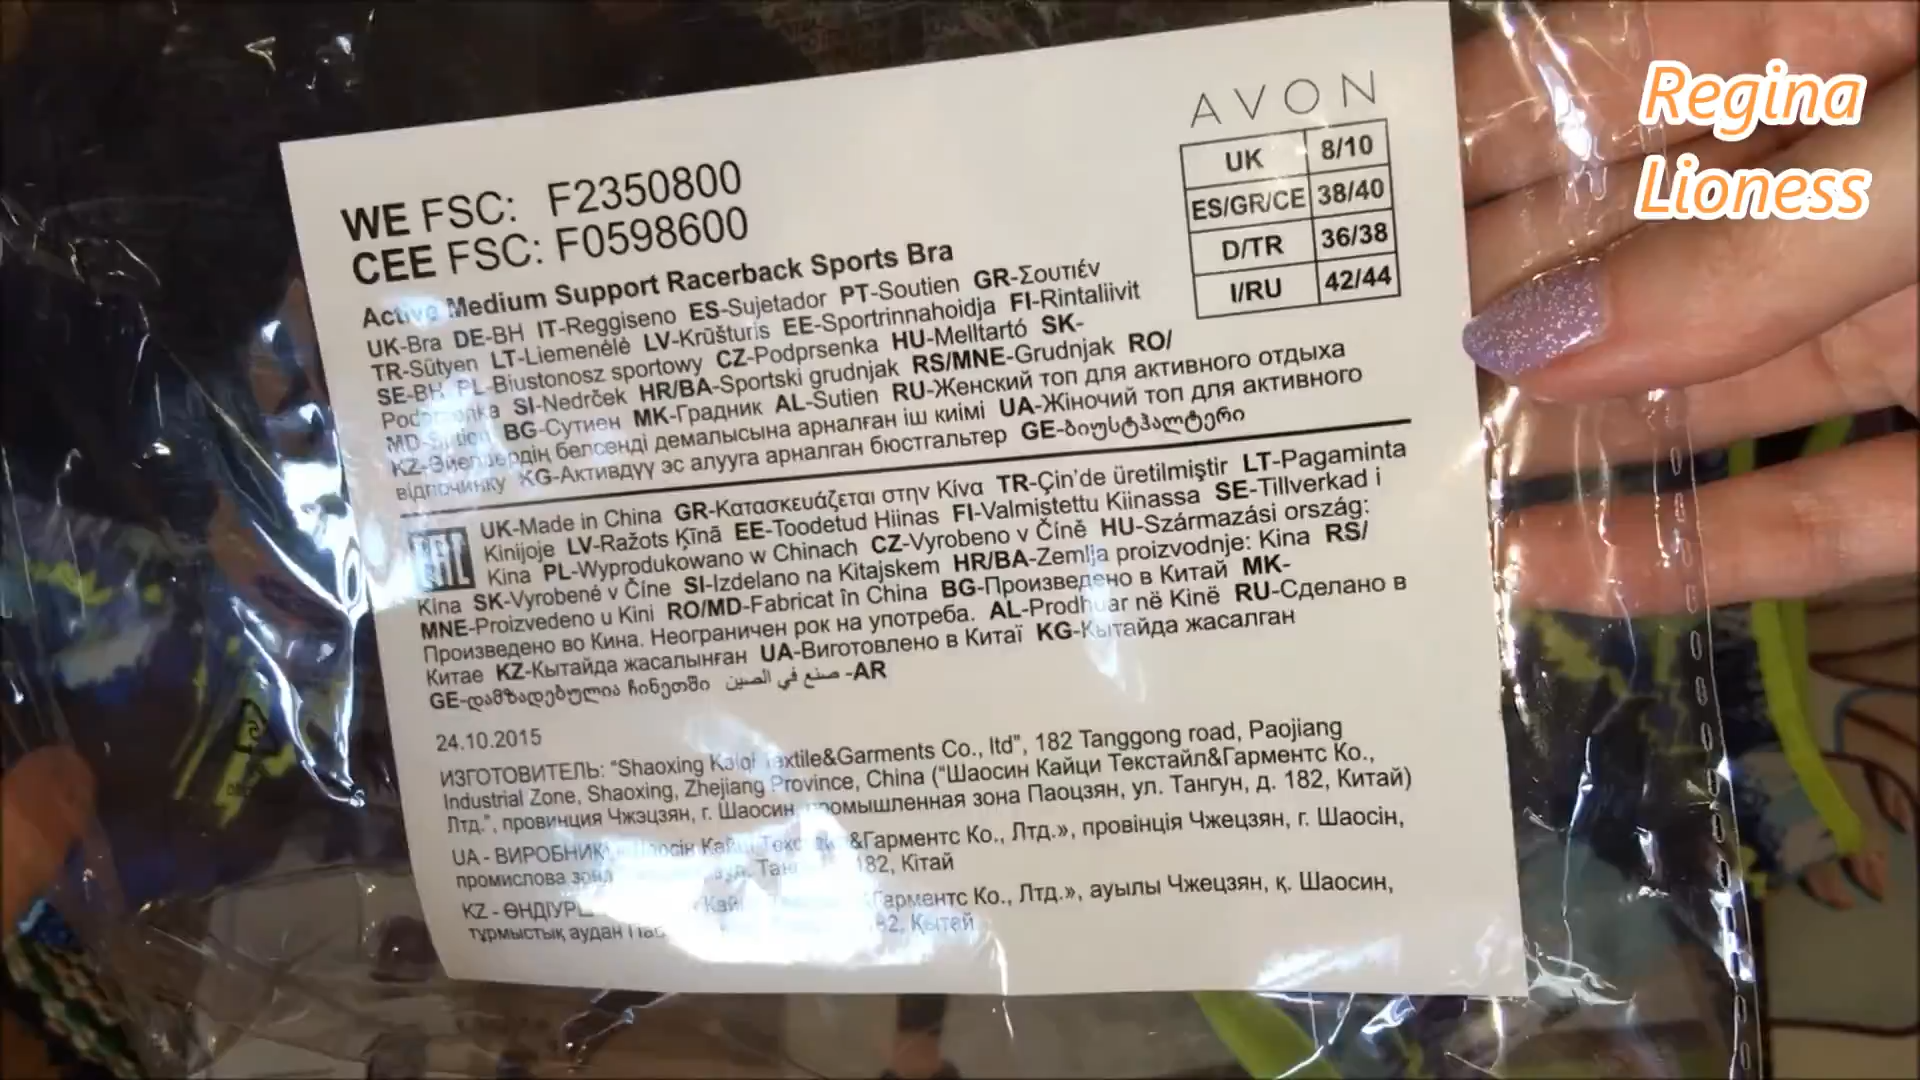 Regina
Lioness
AVON
UK 8/10
ES/GR/CE 38/40
D/TR 36/38
I/RU 42/44
WE FSC: F2350800
CEE FSC: F0598600
Active Medium Support Racerback Sports Bra
UK-Bra DE-BH IT-Reggiseno ES-Sujetador PT-Soutien GR-Σουτιέν
TR-Sütyen LT-Liemenėlė LV-Krūšturis EE-Sportrinnahoidja FI-Rintaliivit
SE-BH PL-Biustonosz sportowy CZ-Podprsenka HU-Melltartó SK-
Podprsenka SI-Nedrček HR/BA-Sportski grudnjak RS/MNE-Grudnjak RO/
MD-Sutien BG-Сутиен MK-Градник AL-Sutien RU-Женский топ для активного отдыха
KZ-Әйелдердің белсенді демалысына арналған іш киімі UA-Жіночий топ для активного
відпочинку KG-Активдүү эс алууга арналган бюстгальтер GE-ბიუსტჰალტერი
EAC
UK-Made in China GR-Κατασκευάζεται στην Κίνα TR-Çin'de üretilmiştir LT-Pagaminta
Kinijoje LV-Ražots Ķīnā EE-Toodetud Hiinas FI-Valmistettu Kiinassa SE-Tillverkad i
Kina PL-Wyprodukowano w Chinach CZ-Vyrobeno v Číně HU-Származási ország:
Kína SK-Vyrobené v Číne SI-Izdelano na Kitajskem HR/BA-Zemlja proizvodnje: Kina RS/
MNE-Proizvedeno u Kini RO/MD-Fabricat în China BG-Произведено в Китай MK-
Произведено во Кина. Неограничен рок на употреба. AL-Prodhuar në Kinë RU-Сделано в
Китае KZ-Кытайда жасалынған UA-Виготовлено в Китаї KG-Кытайда жасалган
GE-დამზადებულია ჩინეთში صنع في الصين -AR
24.10.2015
ИЗГОТОВИТЕЛЬ: "Shaoxing Kaiqi Textile&Garments Co., ltd", 182 Tanggong road, Paojiang
Industrial Zone, Shaoxing, Zhejiang Province, China ("Шаосин Кайци Текстайл&Гарментс Ко.,
Лтд.", провинция Чжэцзян, г. Шаосин, промышленная зона Паоцзян, ул. Тангун, д. 182, Китай)
UA - ВИРОБНИК &Гарментс Ко., Лтд.», провінція Чжецзян, г. Шаосін,
промислова зона 182, Кітай
KZ - Гарментс Ко., Лтд.», ауылы Чжецзян, қ. Шаосин,
тұрмыстық аудан Қытай